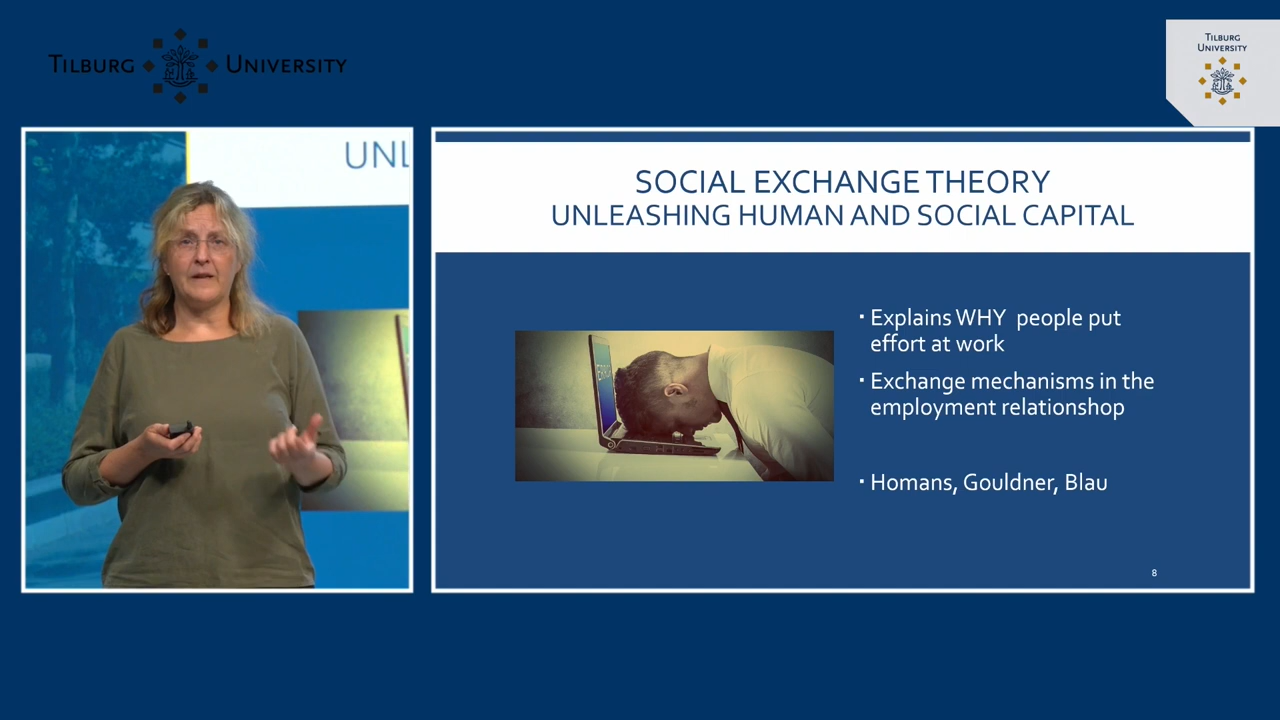 TILBURG UNIVERSITY
TILBURG
UNIVERSITY
UNL
SOCIAL EXCHANGE THEORY
UNLEASHING HUMAN AND SOCIAL CAPITAL
▪ Explains WHY people put
effort at work
▪ Exchange mechanisms in the
employment relationshop
▪ Homans, Gouldner, Blau
8